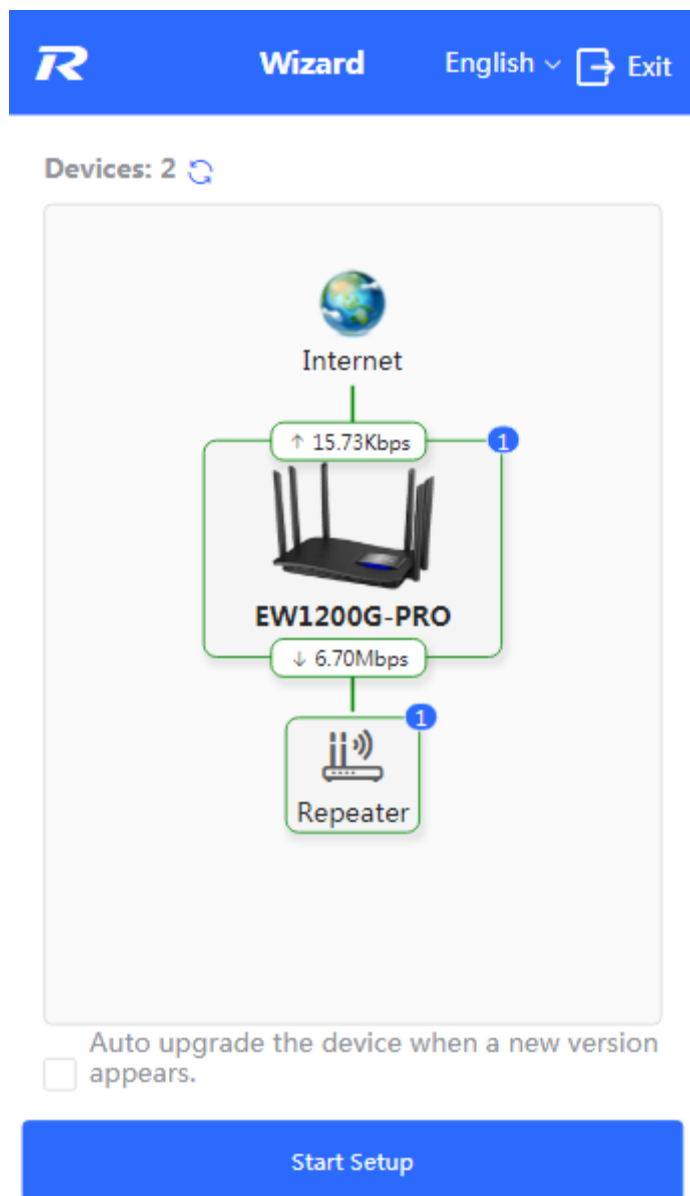 R
Wizard
English
Exit
Devices: 2
Internet
↑ 15.73Kbps
1
EW1200G-PRO
↓ 6.70Mbps
1
Repeater
Auto upgrade the device when a new version
appears.
Start Setup